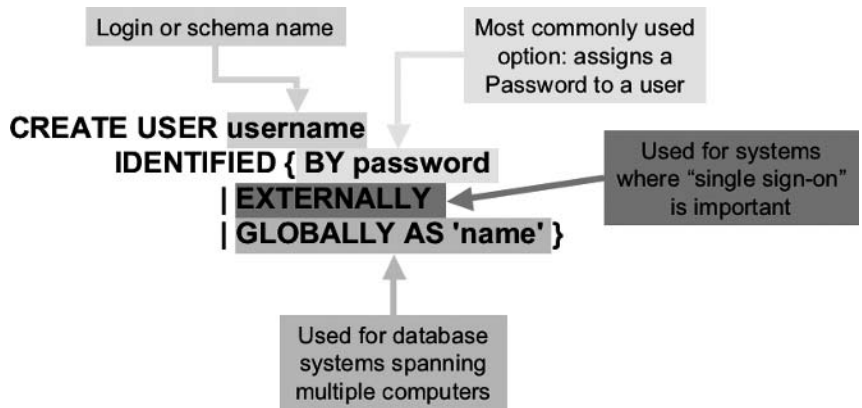 Login or schema name
Most commonly used
option: assigns a
Password to a user
CREATE USER username
IDENTIFIED { BY password
| EXTERNALLY
| GLOBALLY AS 'name' }
Used for systems
where “single sign-on”
is important
Used for database
systems spanning
multiple computers